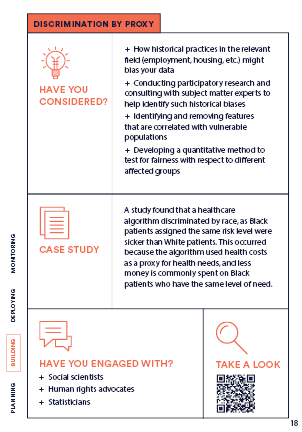 DISCRIMINATION BY PROXY
HAVE YOU
CONSIDERED?
+ How historical practices in the relevant
field (employment, housing, etc.) might
bias your data
+ Conducting participatory research and
consulting with subject matter experts to
help identify such historical biases
+ Identifying and removing features
that are correlated with vulnerable
populations
+ Developing a quantitative method to
test for fairness with respect to different
affected groups
CASE STUDY
A study found that a healthcare
algorithm discriminated by race, as Black
patients assigned the same risk level were
sicker than White patients. This occurred
because the algorithm used health costs
as a proxy for health needs, and less
money is commonly spent on Black
patients who have the same level of need.
HAVE YOU ENGAGED WITH?
+ Social scientists
+ Human rights advocates
+ Statisticians
TAKE A LOOK
PLANNING
BUILDING
DEPLOYING
MONITORING
18